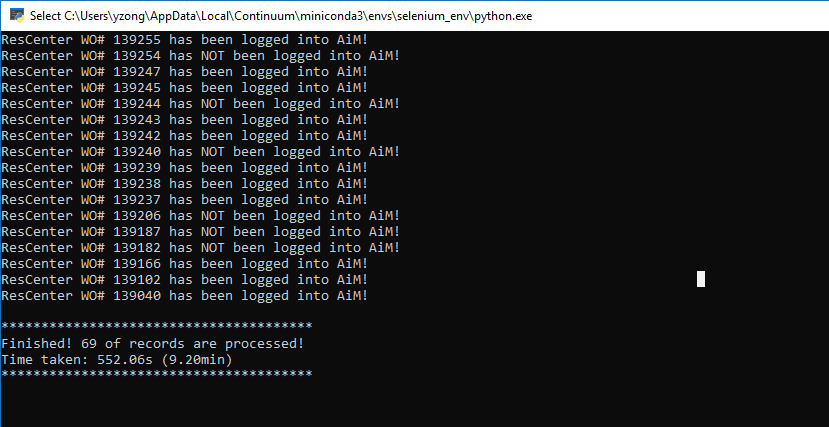 Select C:\Users\yzong\AppData\Local\Continuum\miniconda3\envs\selenium_env\python.exe
ResCenter WO# 139255 has been logged into AiM!
ResCenter WO# 139254 has NOT been logged into AiM!
ResCenter WO# 139247 has been logged into AiM!
ResCenter WO# 139245 has been logged into AiM!
ResCenter WO# 139244 has NOT been logged into AiM!
ResCenter WO# 139243 has been logged into AiM!
ResCenter WO# 139242 has been logged into AiM!
ResCenter WO# 139240 has NOT been logged into AiM!
ResCenter WO# 139239 has been logged into AiM!
ResCenter WO# 139238 has been logged into AiM!
ResCenter WO# 139237 has been logged into AiM!
ResCenter WO# 139206 has NOT been logged into AiM!
ResCenter WO# 139187 has NOT been logged into AiM!
ResCenter WO# 139182 has NOT been logged into AiM!
ResCenter WO# 139166 has been logged into AiM!
ResCenter WO# 139102 has been logged into AiM!
ResCenter WO# 139040 has been logged into AiM!
***************************************
Finished! 69 of records are processed!
Time taken: 552.06s (9.20min)
***************************************